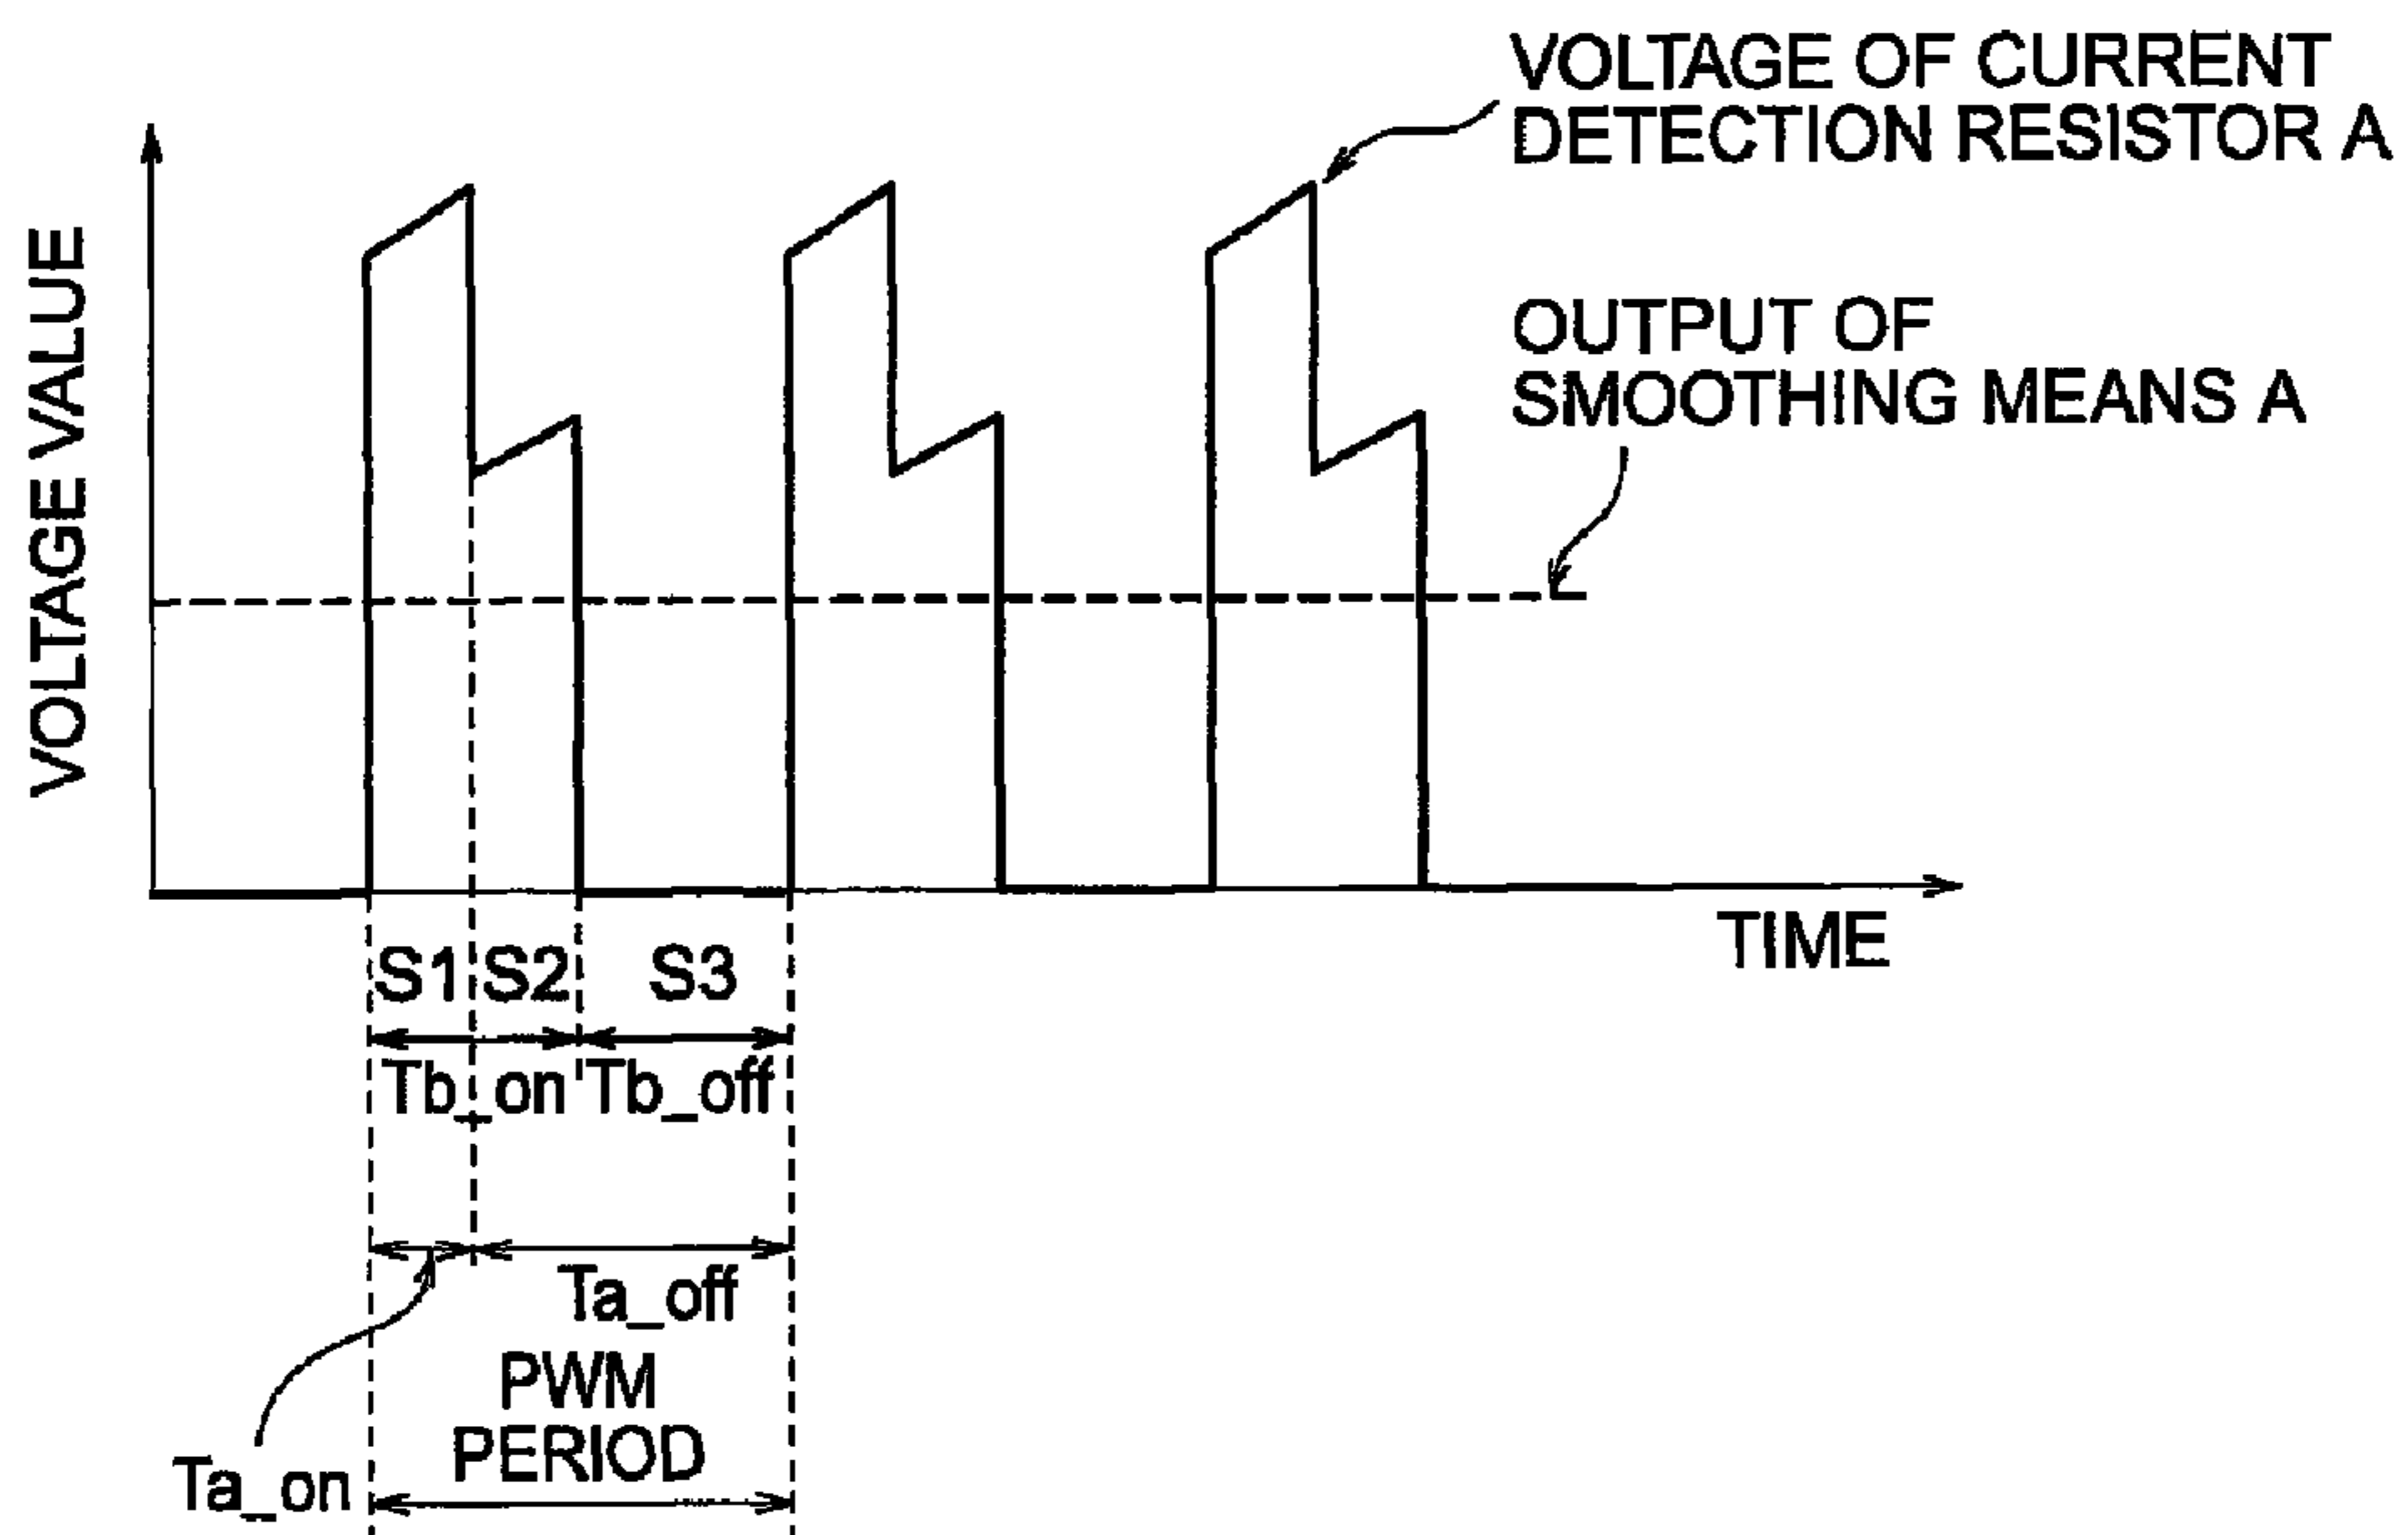 VOLTAGE OF CURRENT
DETECTION RESISTOR A
OUTPUT OF
SMOOTHING MEANS A
VOLTAGE VALUE
TIME
S1 S2 S3
Tb_on Tb_off
Ta_off
Ta_on
PWM
PERIOD